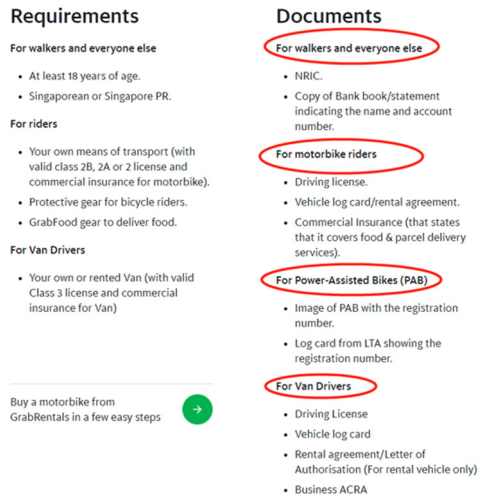 Requirements
For walkers and everyone else
At least 18 years of age.
Singaporean or Singapore PR.
For riders
Your own means of transport (with
valid class 2B, 2A or 2 license and
commercial insurance for motorbike).
Protective gear for bicycle riders.
GrabFood gear to deliver food.
For Van Drivers
Your own or rented Van (with valid
Class 3 license and commercial
insurance for Van)
Buy a motorbike from
GrabRentals in a few easy steps
Documents
For walkers and everyone else
NRIC.
Copy of Bank book/statement
indicating the name and account
number.
For motorbike riders
Driving license.
Vehicle log card/rental agreement.
Commercial Insurance (that states
that it covers food & parcel delivery
services).
For Power-Assisted Bikes (PAB)
Image of PAB with the registration
number.
Log card from LTA showing the
registration number.
For Van Drivers
Driving License
Vehicle log card
Rental agreement/Letter of
Authorisation (For rental vehicle only)
Business ACRA